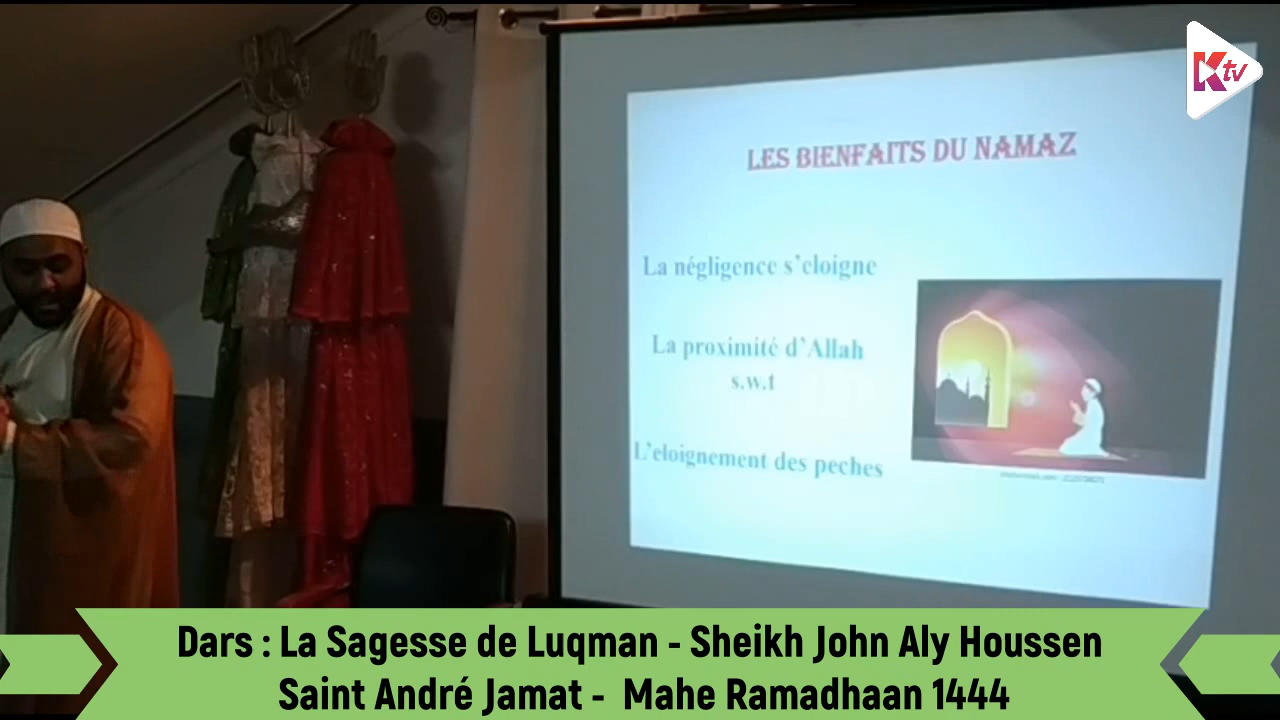 Ktv
LES BIENFAITS DU NAMAZ
La négligence s'eloigne
La proximité d'Allah
s.w.t
L'eloignement des peches
Dars : La Sagesse de Luqman - Sheikh John Aly Houssen
Saint André Jamat - Mahe Ramadhaan 1444